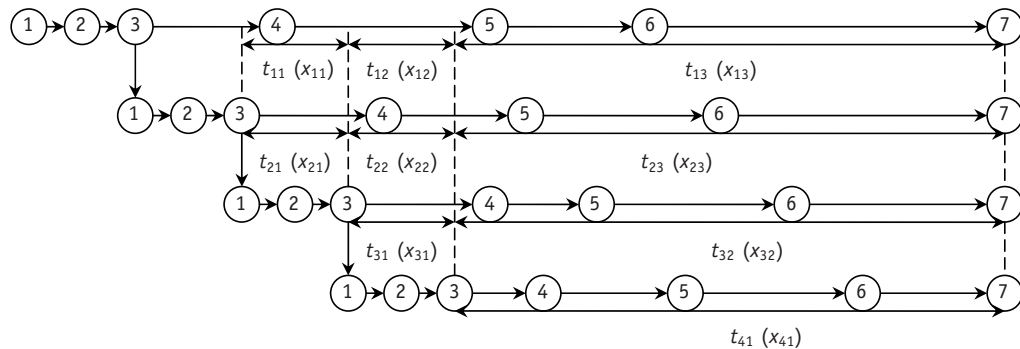 1 2 3 4 5 6 7
t₁₁ (x₁₁) t₁₂ (x₁₂) t₁₃ (x₁₃)
1 2 3 4 5 6 7
t₂₁ (x₂₁) t₂₂ (x₂₂) t₂₃ (x₂₃)
1 2 3 4 5 6 7
t₃₁ (x₃₁) t₃₂ (x₃₂)
1 2 3 4 5 6 7
t₄₁ (x₄₁)